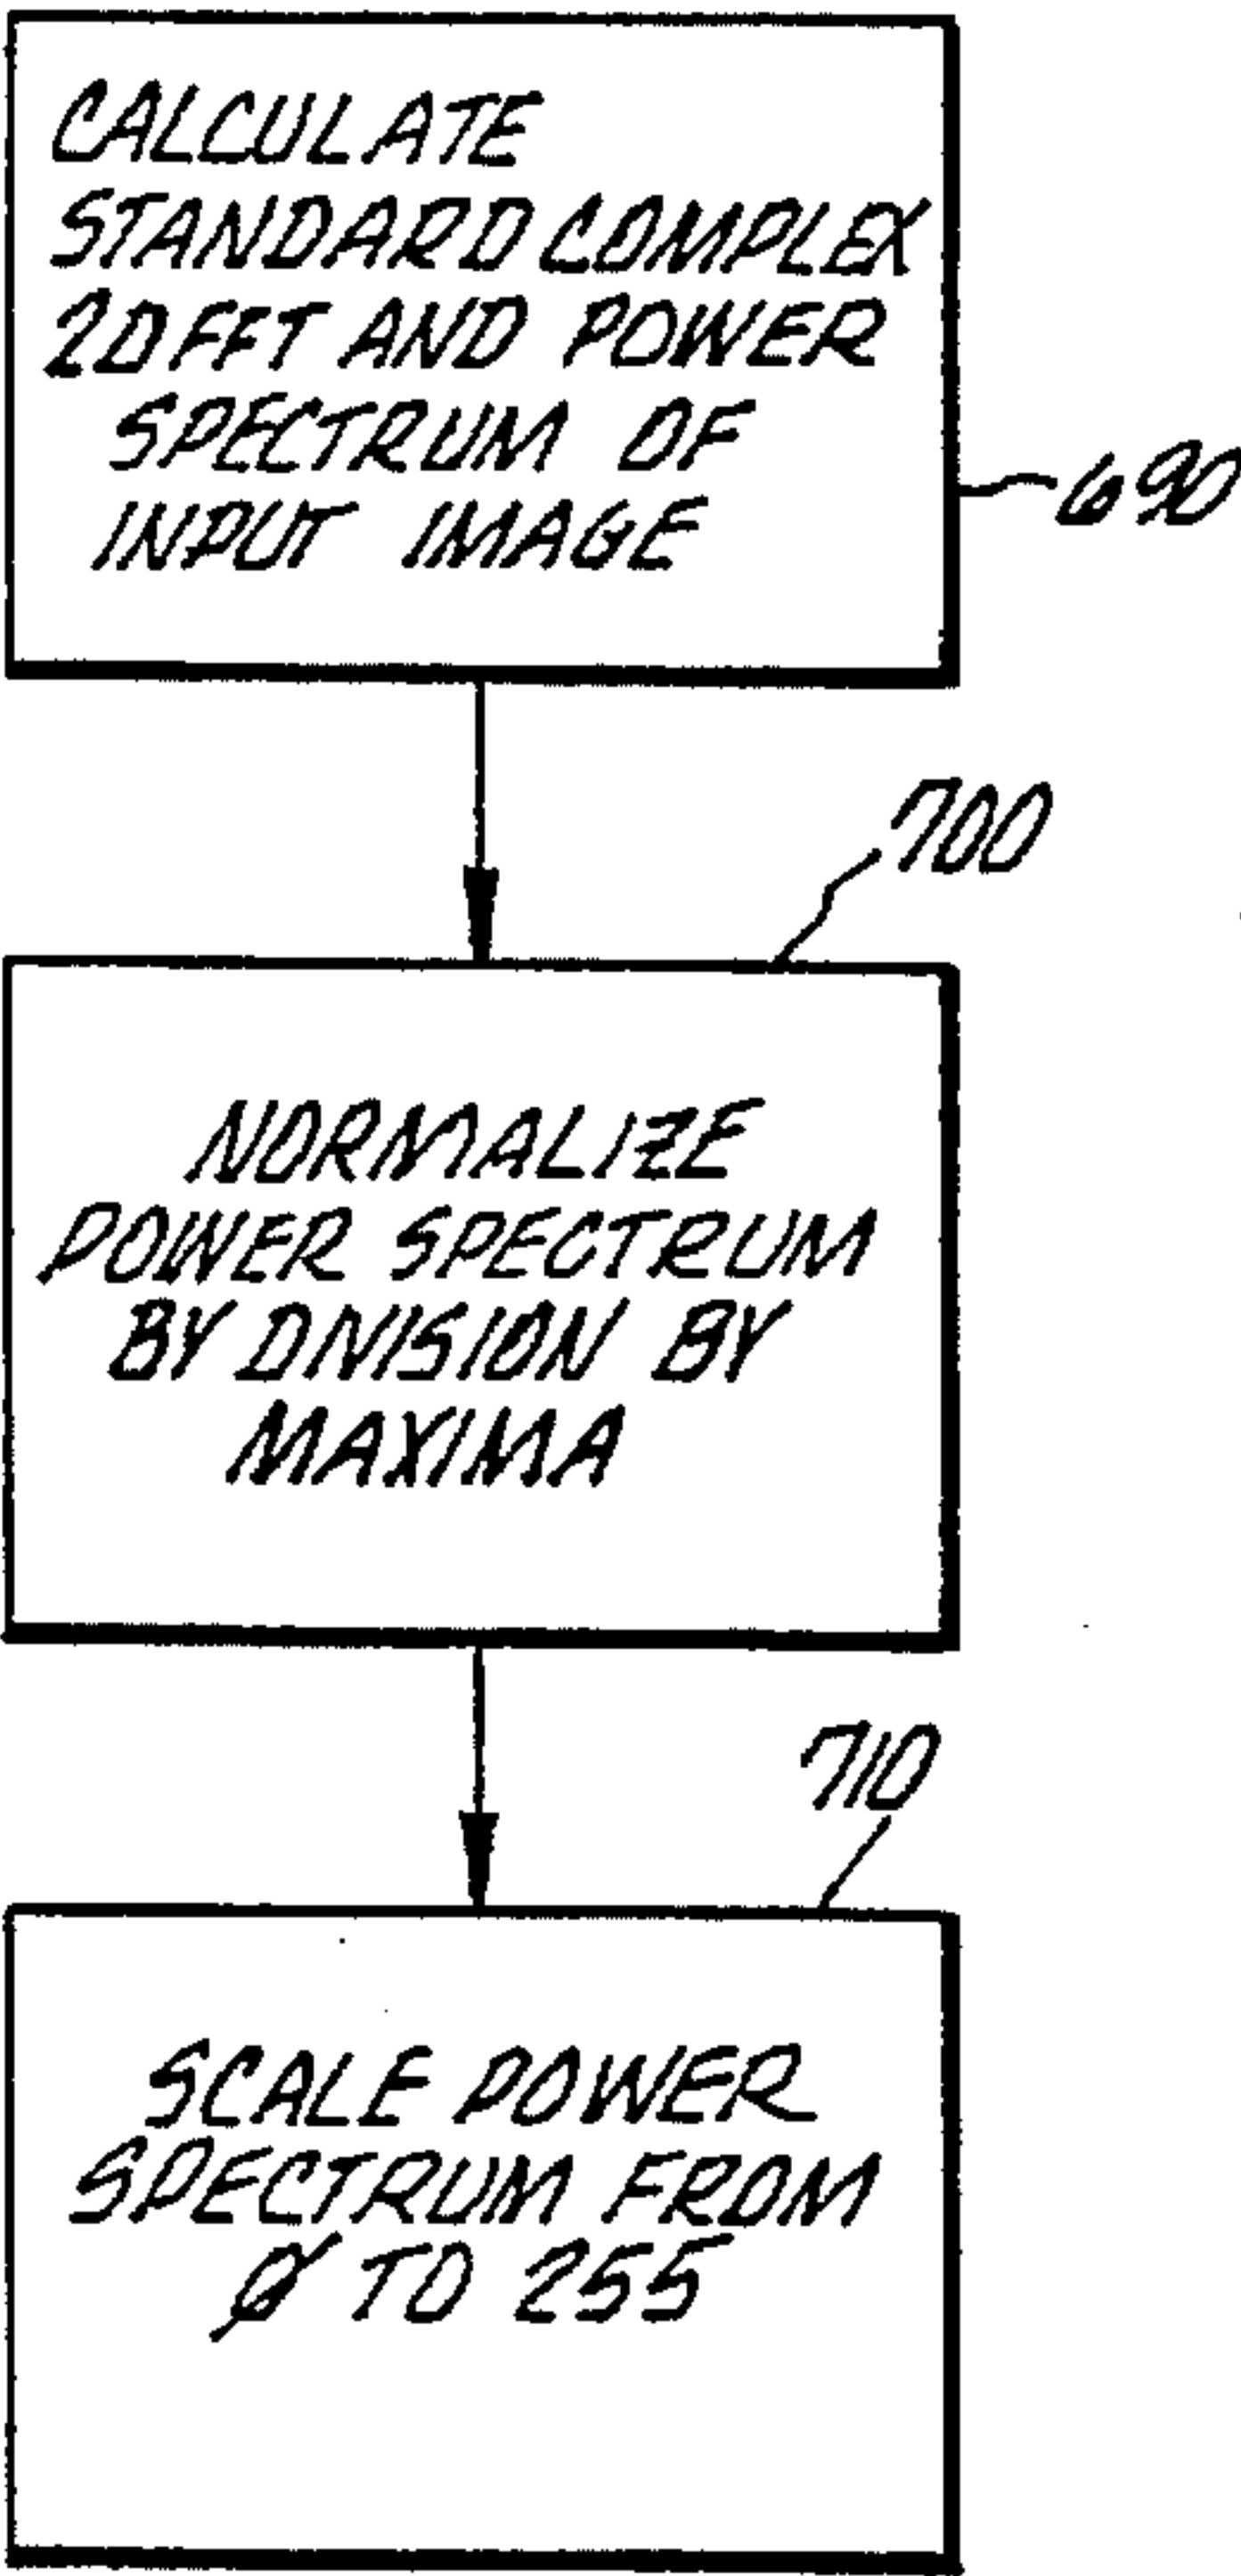 CALCULATE
STANDARD COMPLEX
2D FFT AND POWER
SPECTRUM OF
INPUT IMAGE
690
700
NORMALIZE
POWER SPECTRUM
BY DIVISION BY
MAXIMA
710
SCALE POWER
SPECTRUM FROM
Ø TO 255